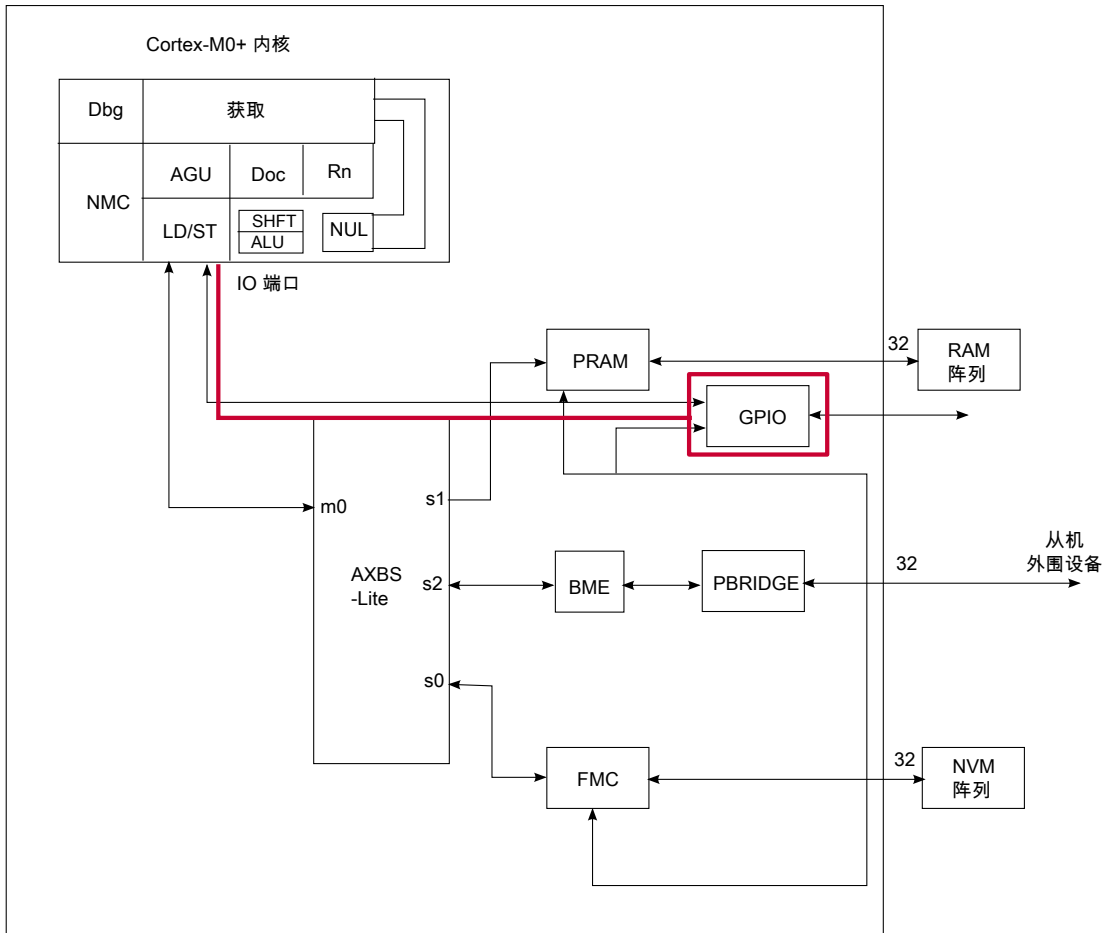 Cortex-M0+ 内核
Dbg
获取
NMC
AGU
Doc
Rn
LD/ST
SHFT
ALU
NUL
IO 端口
PRAM
32
RAM
阵列
GPIO
m0
s1
AXBS
-Lite
s2
BME
PBRIDGE
32
从机
外围设备
s0
FMC
32
NVM
阵列